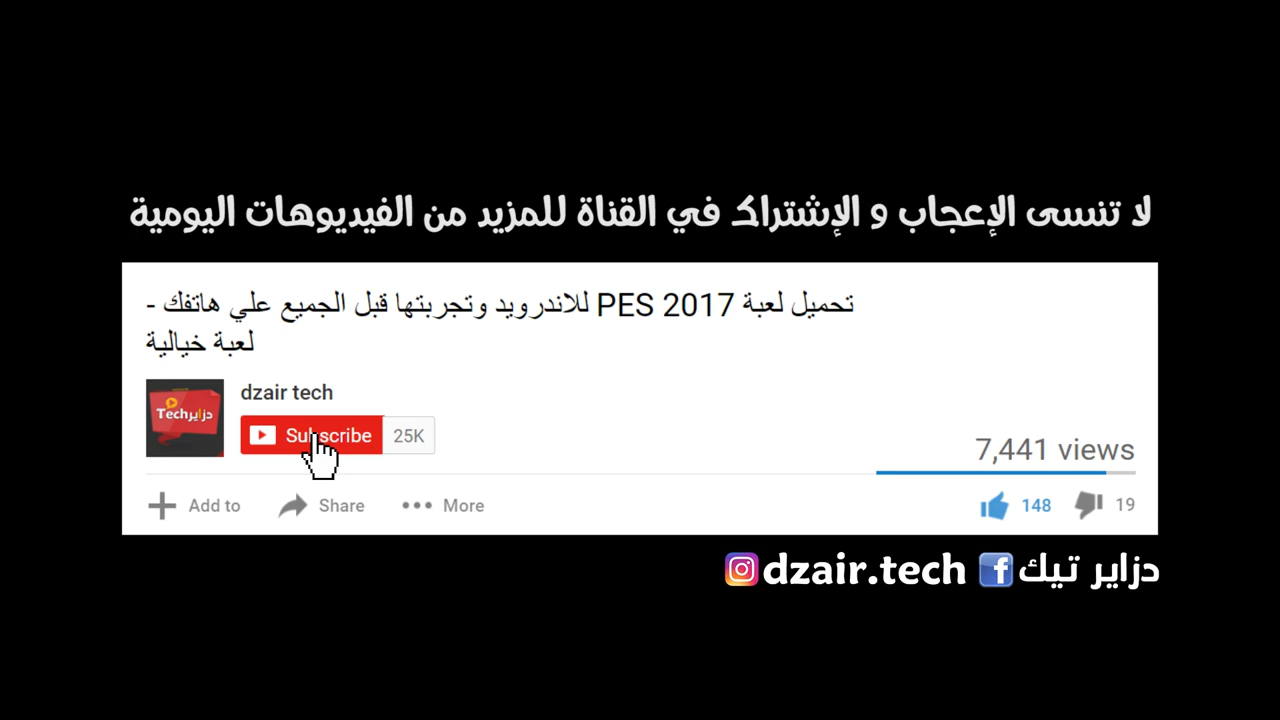 لا تنسى الإعجاب و الإشتراك في القناة للمزيد من الفيديوهات اليومية
تحميل لعبة PES 2017 للاندرويد وتجربتها قبل الجميع علي هاتفك -
لعبة خيالية
dzair tech
دزاير Tech
Subscribe 25K
7,441 views
Add to Share More 148 19
dzair.tech دزاير تيك